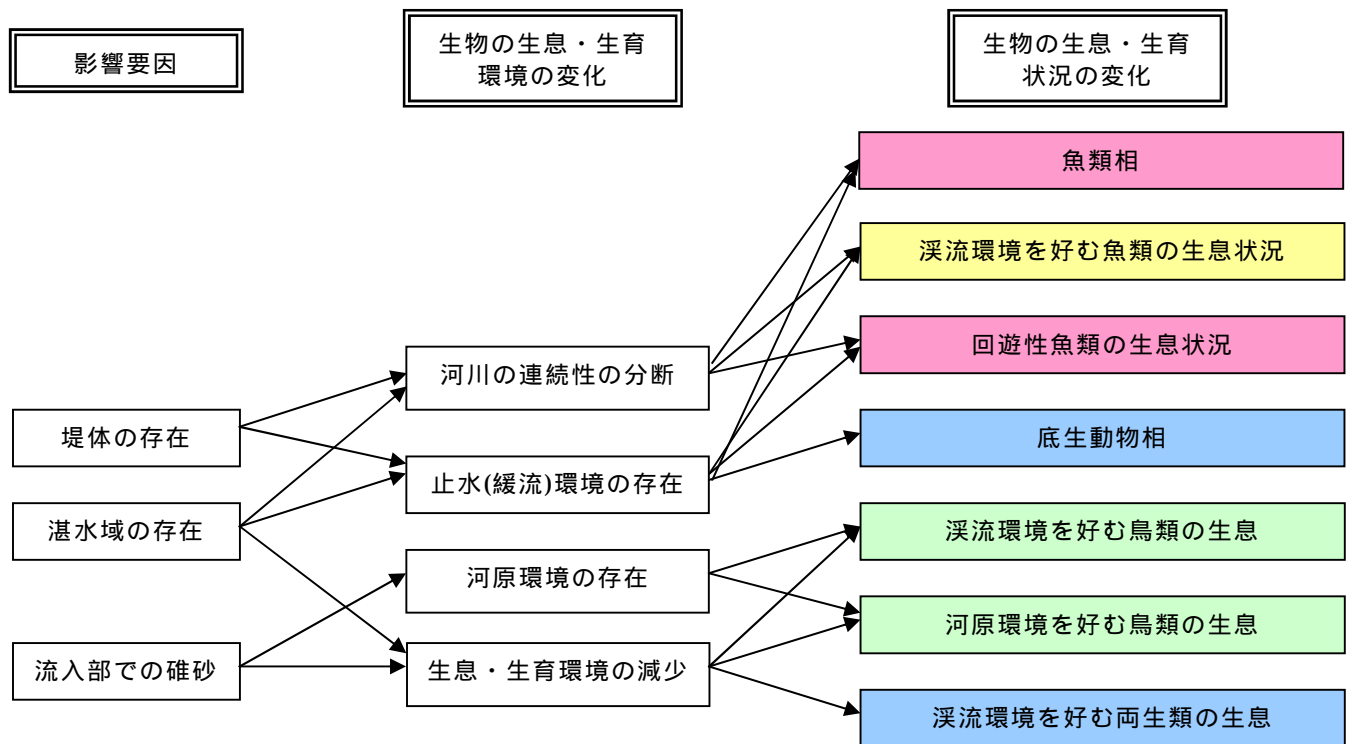 影響要因
生物の生息・生育
環境の変化
生物の生息・生育
状況の変化
堤体の存在
湛水域の存在
流入部での碓砂
河川の連続性の分断
止水(緩流)環境の存在
河原環境の存在
生息・生育環境の減少
魚類相
渓流環境を好む魚類の生息状況
回遊性魚類の生息状況
底生動物相
渓流環境を好む鳥類の生息
河原環境を好む鳥類の生息
渓流環境を好む両生類の生息